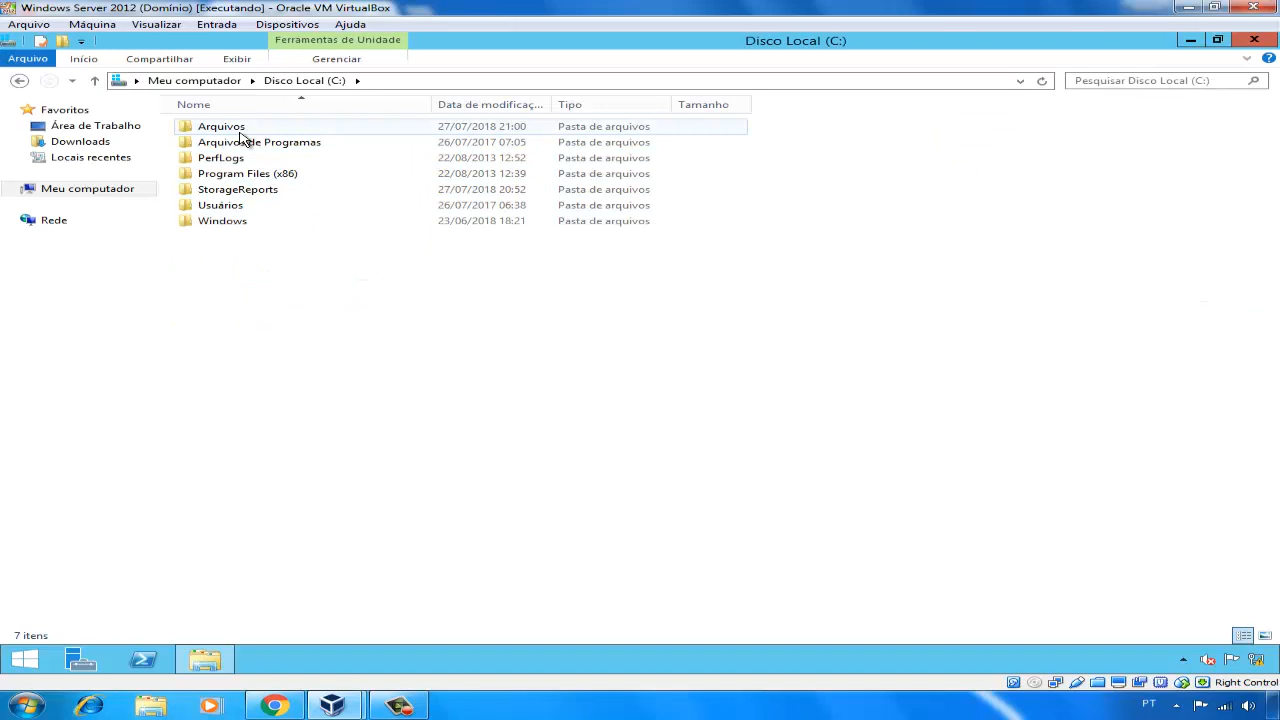 Windows Server 2012 (Domínio) [Executando] - Oracle VM VirtualBox
Arquivo Máquina Visualizar Entrada Dispositivos Ajuda
Ferramentas de Unidade Disco Local (C:)
Arquivo Início Compartilhar Exibir Gerenciar
Meu computador Disco Local (C:) Pesquisar Disco Local (C:)
Nome Data de modificaç... Tipo Tamanho
Favoritos
Área de Trabalho
Downloads
Locais recentes
Meu computador
Rede
Arquivos 27/07/2018 21:00 Pasta de arquivos
Arquivos de Programas 26/07/2017 07:05 Pasta de arquivos
PerfLogs 22/08/2013 12:52 Pasta de arquivos
Program Files (x86) 22/08/2013 12:39 Pasta de arquivos
StorageReports 27/07/2018 20:52 Pasta de arquivos
Usuários 26/07/2017 06:38 Pasta de arquivos
Windows 23/06/2018 18:21 Pasta de arquivos
7 itens
Right Control
PT